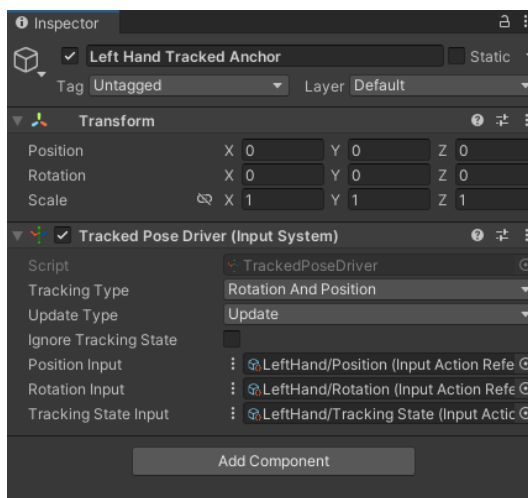 Inspector
Left Hand Tracked Anchor Static
Tag Untagged Layer Default
Transform
Position X 0 Y 0 Z 0
Rotation X 0 Y 0 Z 0
Scale X 1 Y 1 Z 1
Tracked Pose Driver (Input System)
Script TrackedPoseDriver
Tracking Type Rotation And Position
Update Type Update
Ignore Tracking State
Position Input LeftHand/Position (Input Action Refe
Rotation Input LeftHand/Rotation (Input Action Refe
Tracking State Input LeftHand/Tracking State (Input Actic
Add Component